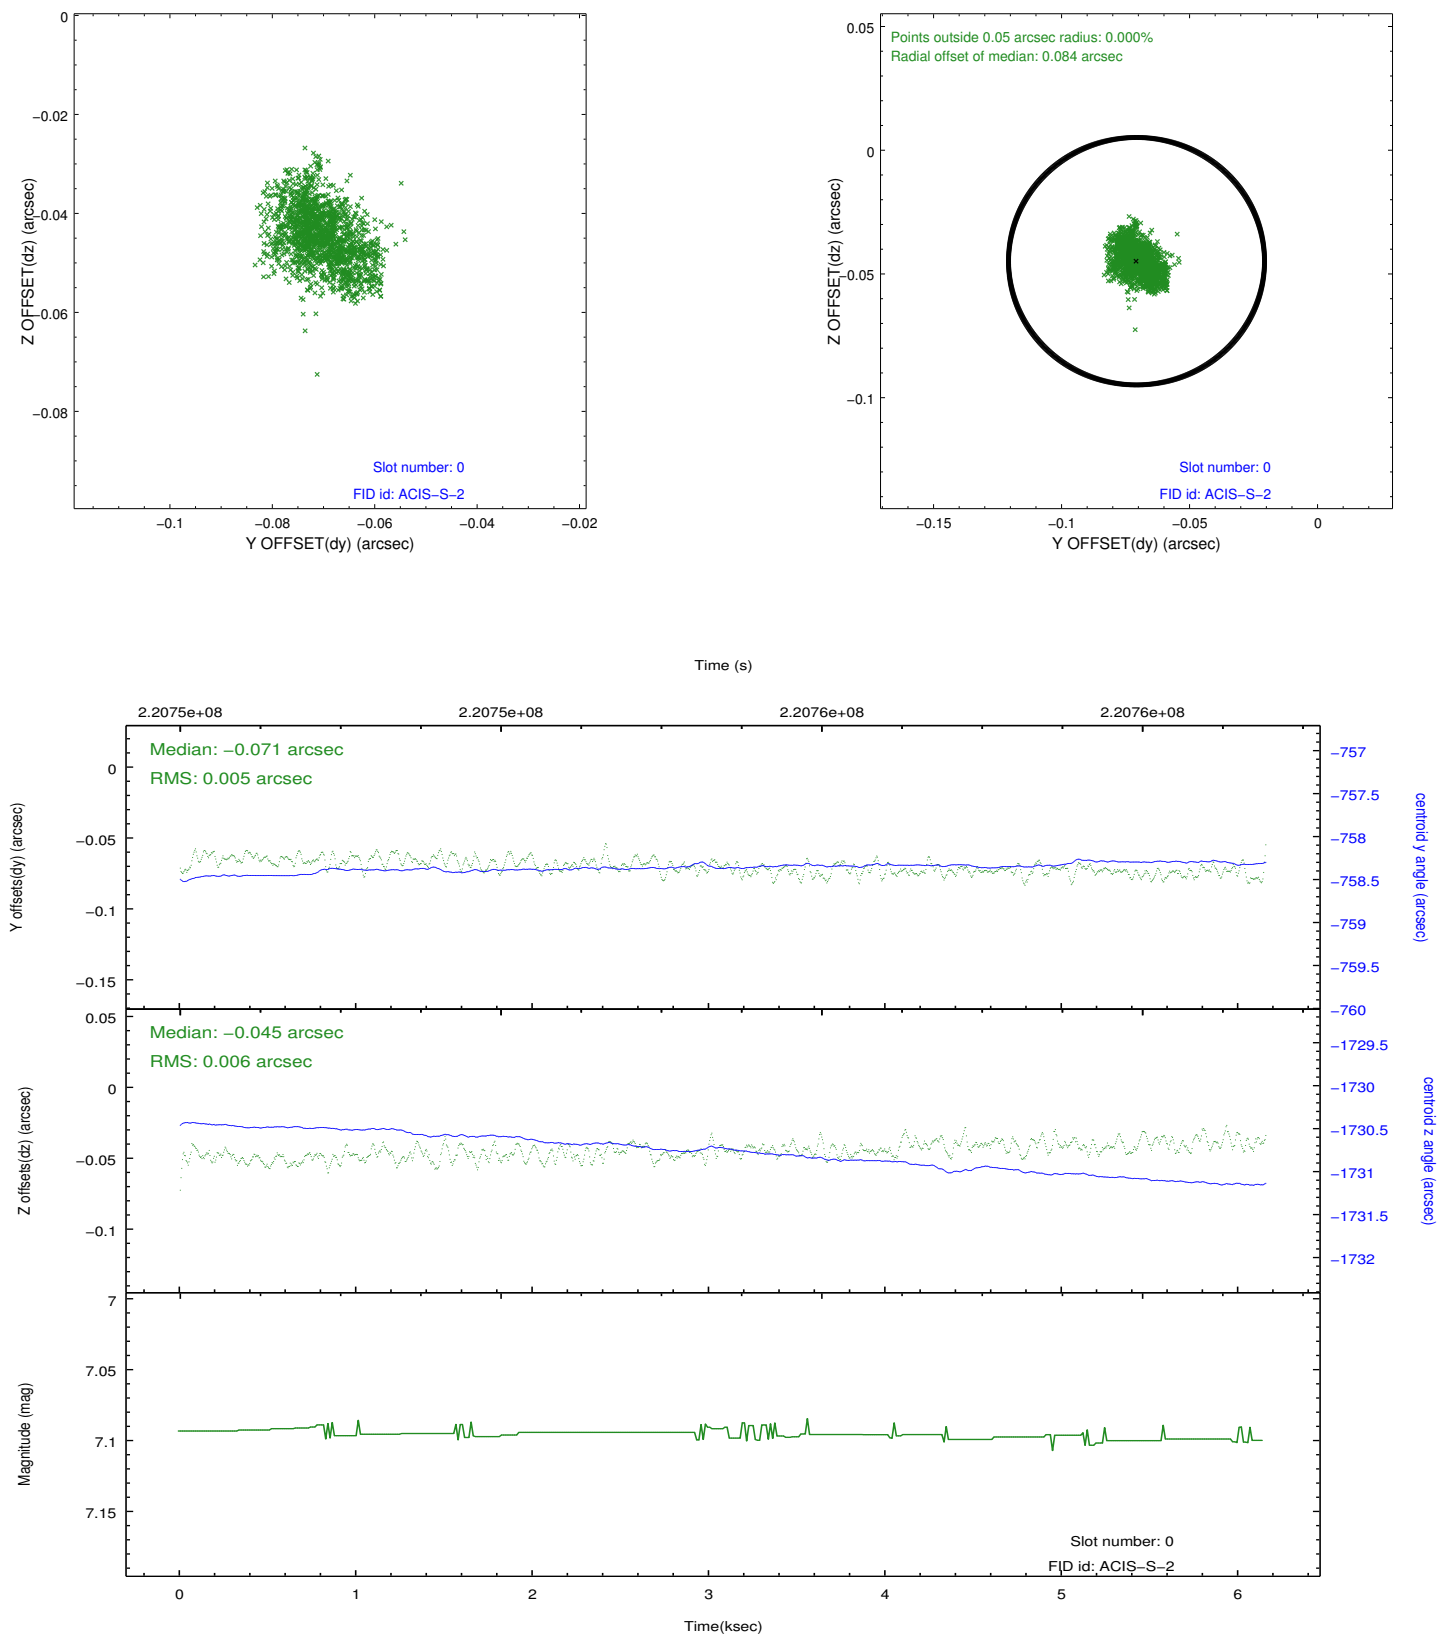 0
−0.02
−0.04
−0.06
−0.08
Z OFFSET(dz) (arcsec)
Slot number: 0
FID id: ACIS−S−2
−0.1
−0.08
−0.06
−0.04
−0.02
Y OFFSET(dy) (arcsec)
Points outside 0.05 arcsec radius: 0.000%
Radial offset of median: 0.084 arcsec
0.05
0
−0.05
−0.1
Z OFFSET(dz) (arcsec)
Slot number: 0
FID id: ACIS−S−2
−0.15
−0.1
−0.05
0
Y OFFSET(dy) (arcsec)
Time (s)
2.2075e+08
2.2075e+08
2.2076e+08
2.2076e+08
Median: −0.071 arcsec
RMS: 0.005 arcsec
0
−0.05
−0.1
−0.15
Y offsets(dy) (arcsec)
−757
−757.5
−758
−758.5
−759
−759.5
−760
centroid y angle (arcsec)
Median: −0.045 arcsec
RMS: 0.006 arcsec
0.05
0
−0.05
−0.1
Z offsets(dz) (arcsec)
−1729.5
−1730
−1730.5
−1731
−1731.5
−1732
centroid z angle (arcsec)
7
7.05
7.1
7.15
Magnitude (mag)
Slot number: 0
FID id: ACIS−S−2
0
1
2
3
4
5
6
Time(ksec)